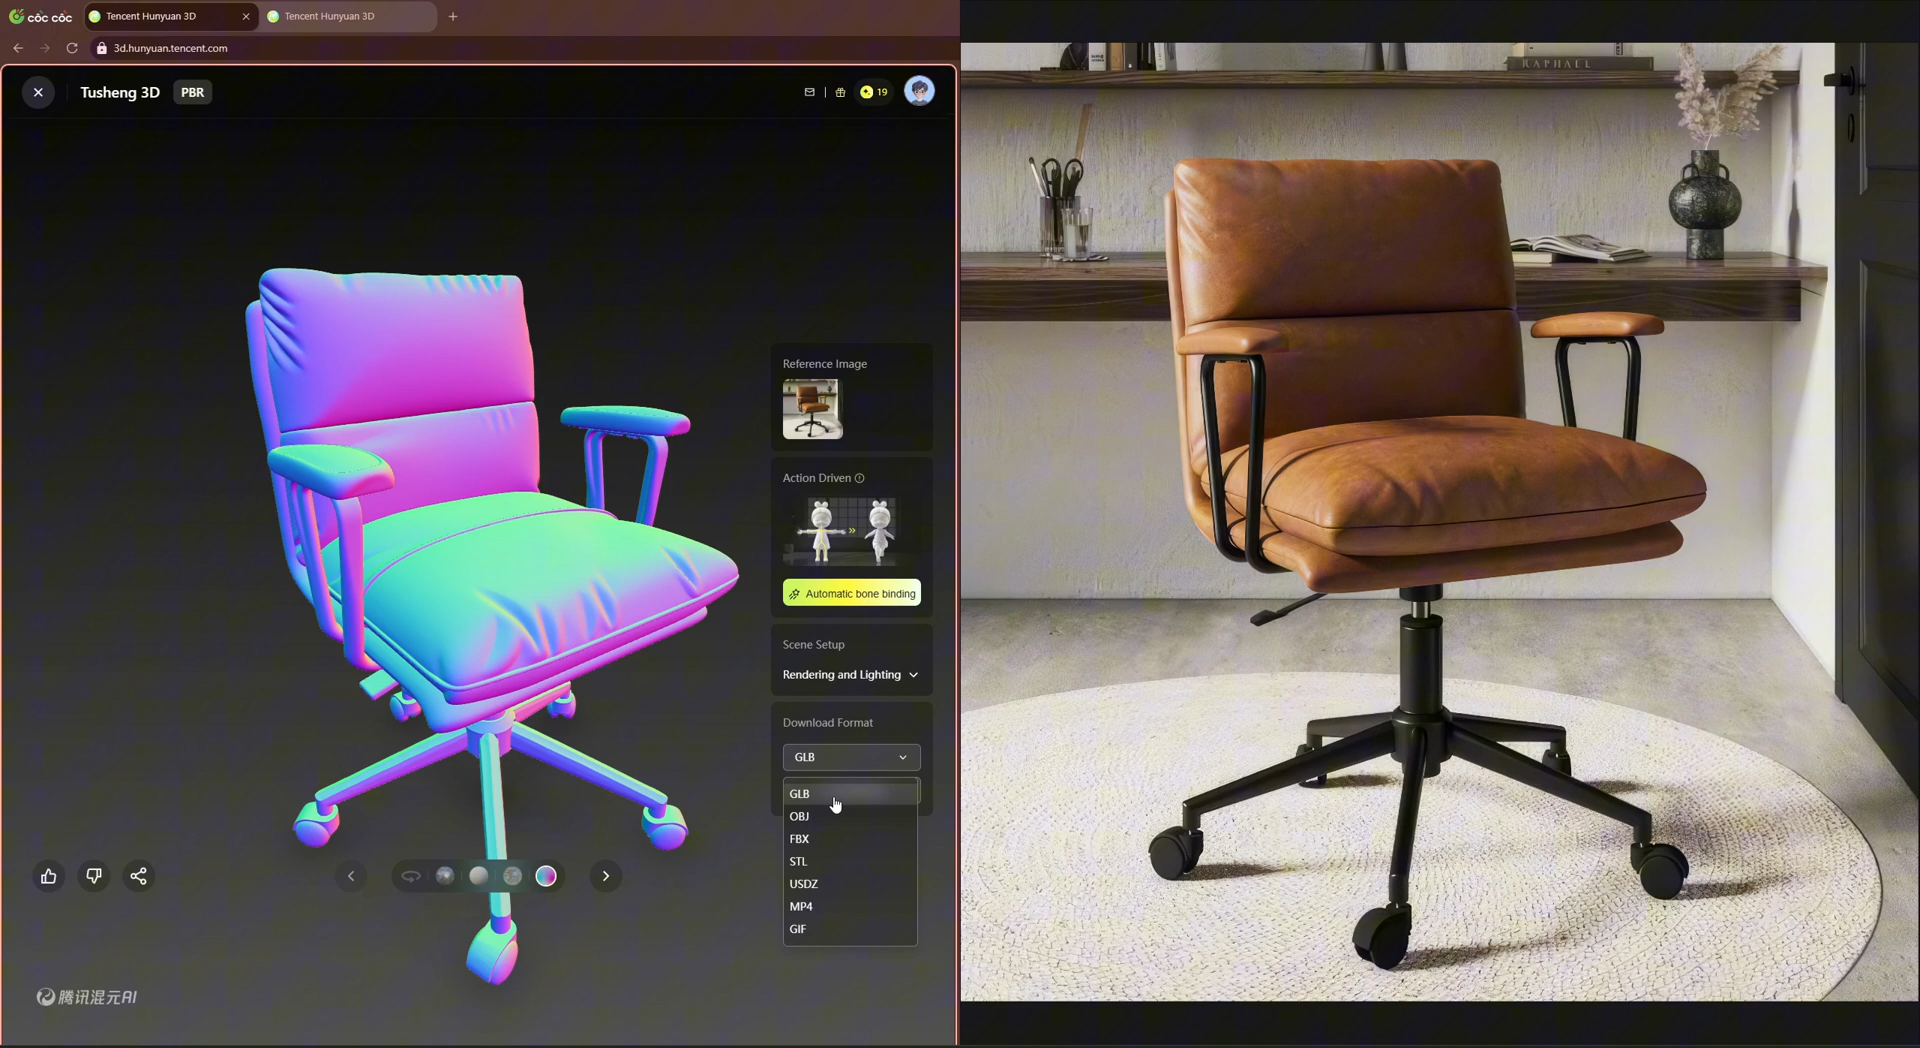 cốc cốc
Tencent Hunyuan 3D
Tencent Hunyuan 3D
3d.hunyuan.tencent.com
Tusheng 3D
PBR
19
Reference Image
Action Driven
Automatic bone binding
Scene Setup
Rendering and Lighting
Download Format
GLB
GLB
OBJ
FBX
STL
USDZ
MP4
GIF
腾讯混元AI
RAPHAEL